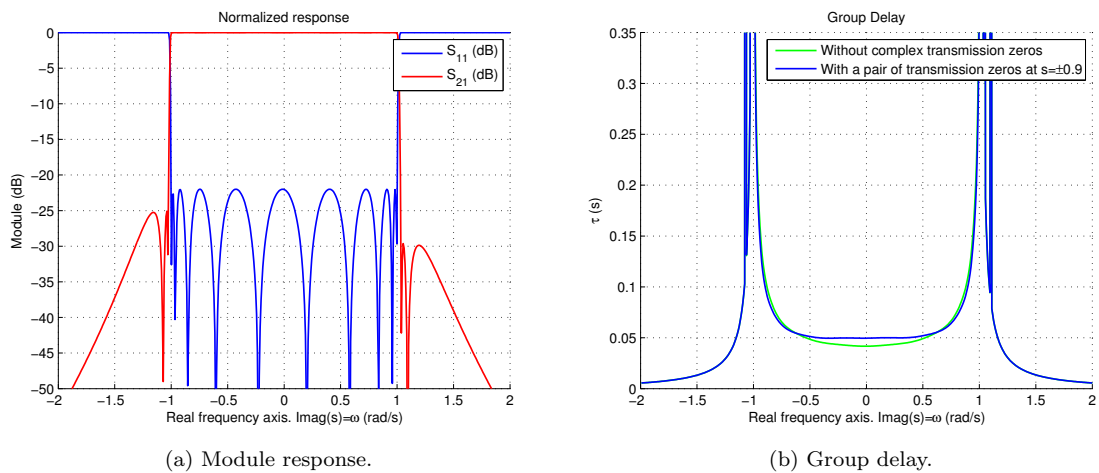 Normalized response
S11 (dB)
S21 (dB)
Module (dB)
0
−5
−10
−15
−20
−25
−30
−35
−40
−45
−50
−2 −1.5 −1 −0.5 0 0.5 1 1.5 2
Real frequency axis. Imag(s)=ω (rad/s)
(a) Module response.
Group Delay
Without complex transmission zeros
With a pair of transmission zeros at s=±0.9
τ (s)
0.35
0.3
0.25
0.2
0.15
0.1
0.05
0
−2 −1.5 −1 −0.5 0 0.5 1 1.5 2
Real frequency axis. Imag(s)=ω (rad/s)
(b) Group delay.